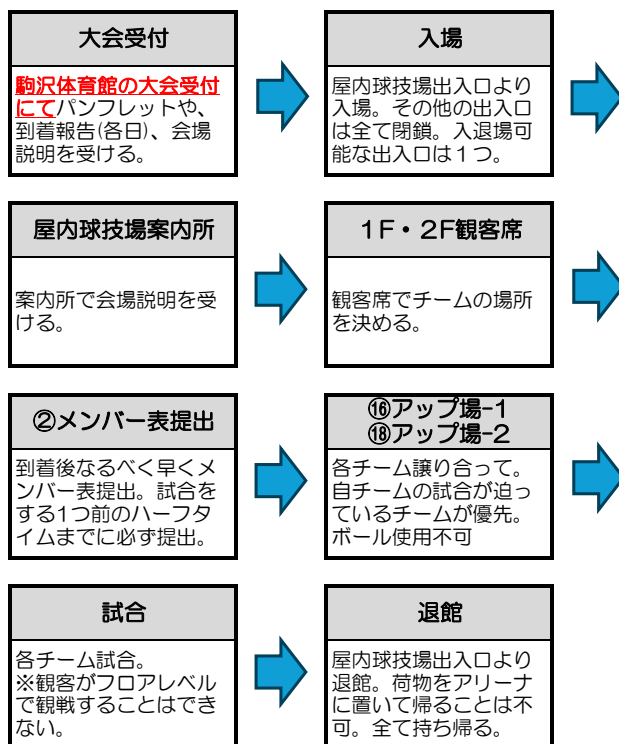 大会受付
駒沢体育館の大会受付
にてパンフレットや、
到着報告(各日)、会場
説明を受ける。
入場
屋内球技場出入口より
入場。その他の出入口
は全て閉鎖。入退場可
能な出入口は１つ。
屋内球技場案内所
案内所で会場説明を受
ける。
１F・２F観客席
観客席でチームの場所
を決める。
②メンバー表提出
到着後なるべく早くメ
ンバー表提出。試合を
する1つ前のハーフタ
イムまでに必ず提出。
⑯アップ場-1
⑱アップ場-2
各チーム譲り合って。
自チームの試合が迫っ
ているチームが優先。
ボール使用不可
試合
各チーム試合。
※観客がフロアレベル
で観戦することはでき
ない。
退館
屋内球技場出入口より
退館。荷物をアリーナ
に置いて帰ることは不
可。全て持ち帰る。